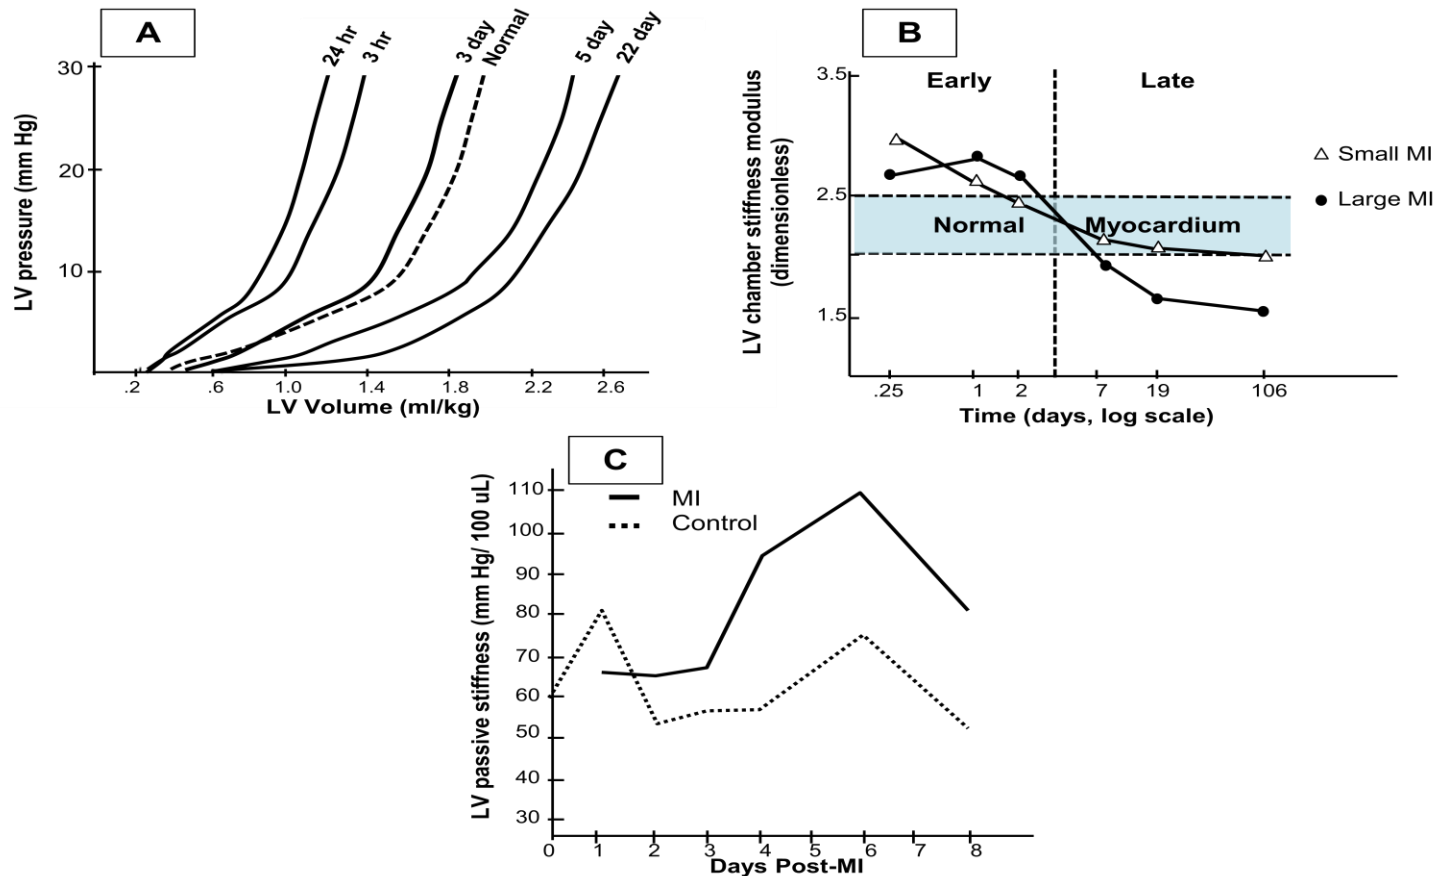 A
24 hr
3 hr
3 day
Normal
5 day
22 day
30
20
10
LV pressure (mm Hg)
.2 .6 1.0 1.4 1.8 2.2 2.6
LV Volume (ml/kg)
B
Early Late
3.5
2.5
1.5
LV chamber stiffness modulus
(dimensionless)
Normal Myocardium
Small MI
Large MI
.25 1 2 7 19 106
Time (days, log scale)
C
MI
Control
110
100
90
80
70
60
50
40
30
LV passive stiffness (mm Hg/ 100 uL)
0 1 2 3 4 5 6 7 8
Days Post-MI